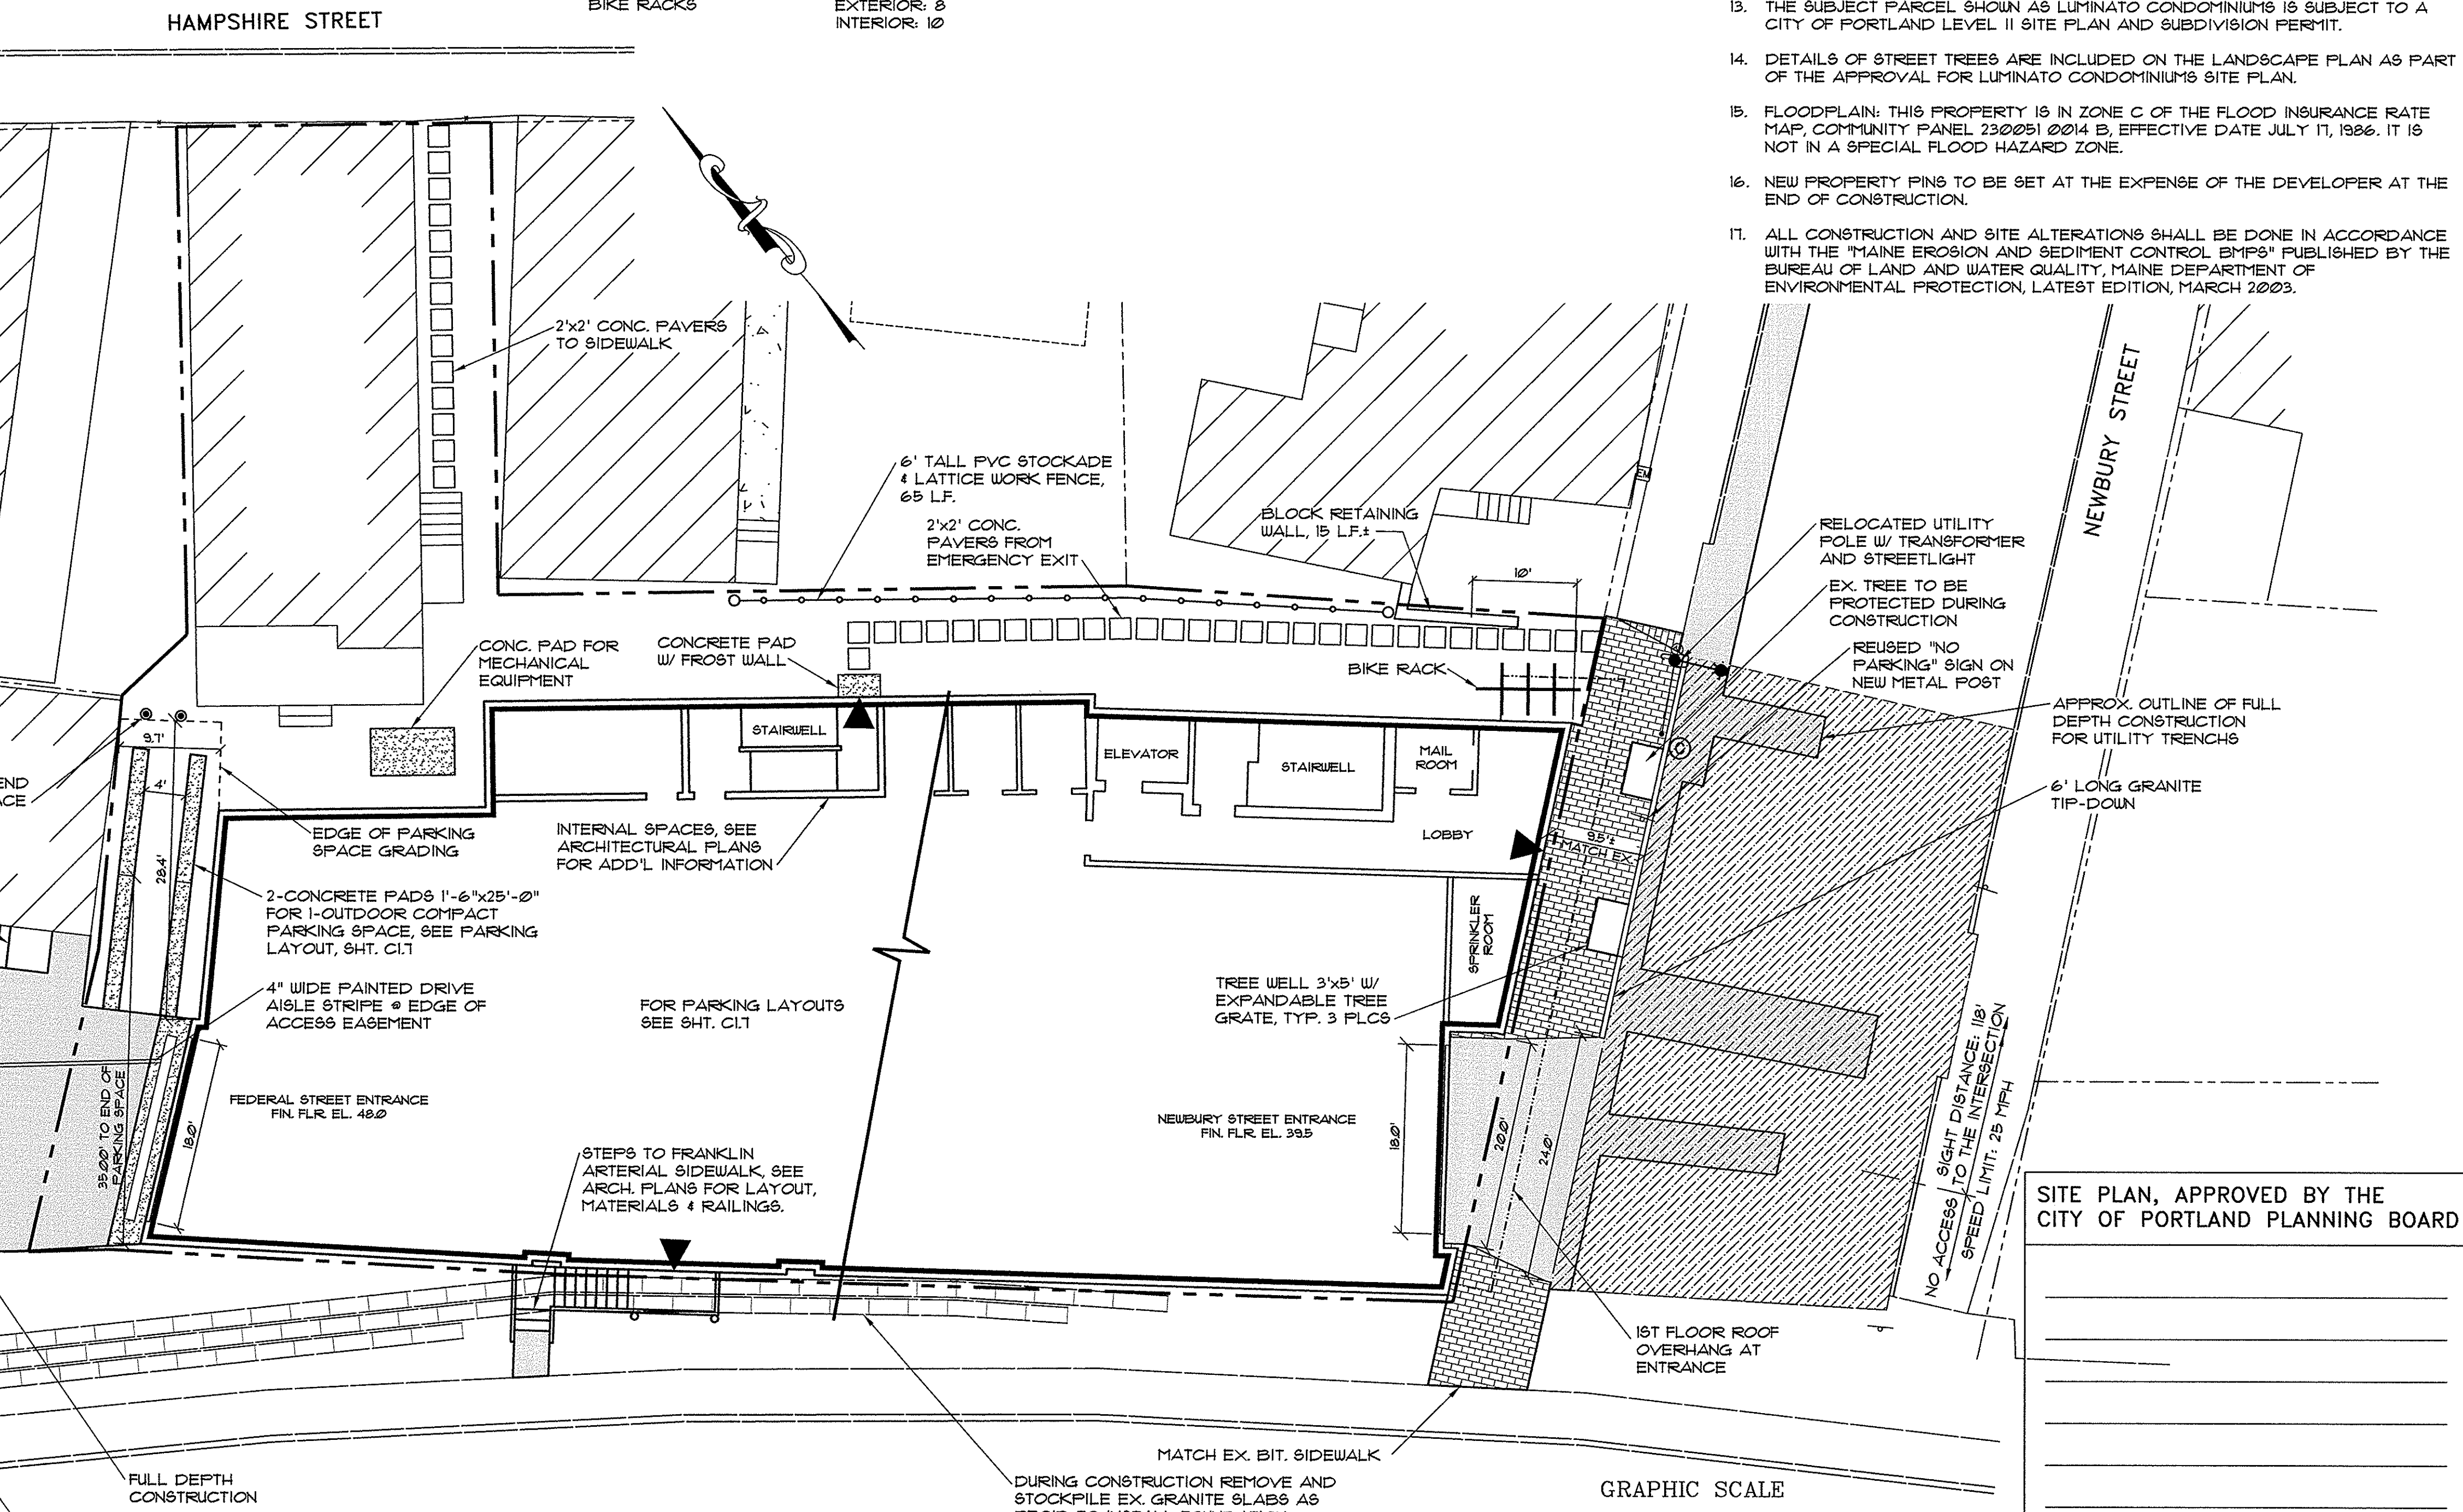 HAMPSHIRE STREET
BIKE RACKS
EXTERIOR: 8
INTERIOR: 10
13. THE SUBJECT PARCEL SHOWN AS LUMINATO CONDOMINIUMS IS SUBJECT TO A
CITY OF PORTLAND LEVEL II SITE PLAN AND SUBDIVISION PERMIT.
14. DETAILS OF STREET TREES ARE INCLUDED ON THE LANDSCAPE PLAN AS PART
OF THE APPROVAL FOR LUMINATO CONDOMINIUMS SITE PLAN.
15. FLOODPLAIN: THIS PROPERTY IS IN ZONE C OF THE FLOOD INSURANCE RATE
MAP, COMMUNITY PANEL 230051 0014 B, EFFECTIVE DATE JULY 17, 1986. IT IS
NOT IN A SPECIAL FLOOD HAZARD ZONE.
16. NEW PROPERTY PINS TO BE SET AT THE EXPENSE OF THE DEVELOPER AT THE
END OF CONSTRUCTION.
17. ALL CONSTRUCTION AND SITE ALTERATIONS SHALL BE DONE IN ACCORDANCE
WITH THE "MAINE EROSION AND SEDIMENT CONTROL BMPS" PUBLISHED BY THE
BUREAU OF LAND AND WATER QUALITY, MAINE DEPARTMENT OF
ENVIRONMENTAL PROTECTION, LATEST EDITION, MARCH 2003.
2'x2' CONC. PAVERS
TO SIDEWALK
NEWBURY STREET
6' TALL PVC STOCKADE
& LATTICE WORK FENCE,
65 L.F.
2'x2' CONC.
PAVERS FROM
EMERGENCY EXIT
BLOCK RETAINING
WALL, 15 L.F.±
10'
EM
RELOCATED UTILITY
POLE W/ TRANSFORMER
AND STREETLIGHT
EX. TREE TO BE
PROTECTED DURING
CONSTRUCTION
REUSED "NO
PARKING" SIGN ON
NEW METAL POST
APPROX. OUTLINE OF FULL
DEPTH CONSTRUCTION
FOR UTILITY TRENCHS
6' LONG GRANITE
TIP-DOWN
CONC. PAD FOR
MECHANICAL
EQUIPMENT
CONCRETE PAD
W/ FROST WALL
BIKE RACK
9.7'
4'
28.4'
END
STAIRWELL
ELEVATOR
STAIRWELL
MAIL
ROOM
LOBBY
9.5'±
MATCH EX.
EDGE OF PARKING
SPACE GRADING
INTERNAL SPACES, SEE
ARCHITECTURAL PLANS
FOR ADD'L INFORMATION
2-CONCRETE PADS 1'-6"x25'-0"
FOR 1-OUTDOOR COMPACT
PARKING SPACE, SEE PARKING
LAYOUT, SHT. C1.7
SPRINKLER
ROOM
4" WIDE PAINTED DRIVE
AISLE STRIPE @ EDGE OF
ACCESS EASEMENT
FOR PARKING LAYOUTS
SEE SHT. C1.7
TREE WELL 3'x5' W/
EXPANDABLE TREE
GRATE, TYP. 3 PLCS
35.00' TO END OF
PARKING SPACE
18.0'
FEDERAL STREET ENTRANCE
FIN. FLR. EL. 48.0
NEWBURY STREET ENTRANCE
FIN. FLR. EL. 39.5
18.0'
20.0'
24.0'
NO ACCESS
SIGHT DISTANCE: 118'
TO THE INTERSECTION
SPEED LIMIT: 25 MPH
STEPS TO FRANKLIN
ARTERIAL SIDEWALK, SEE
ARCH. PLANS FOR LAYOUT,
MATERIALS & RAILINGS.
SITE PLAN, APPROVED BY THE
CITY OF PORTLAND PLANNING BOARD
1ST FLOOR ROOF
OVERHANG AT
ENTRANCE
MATCH EX. BIT. SIDEWALK
FULL DEPTH
CONSTRUCTION
DURING CONSTRUCTION REMOVE AND
STOCKPILE EX. GRANITE SLABS AS
GRAPHIC SCALE